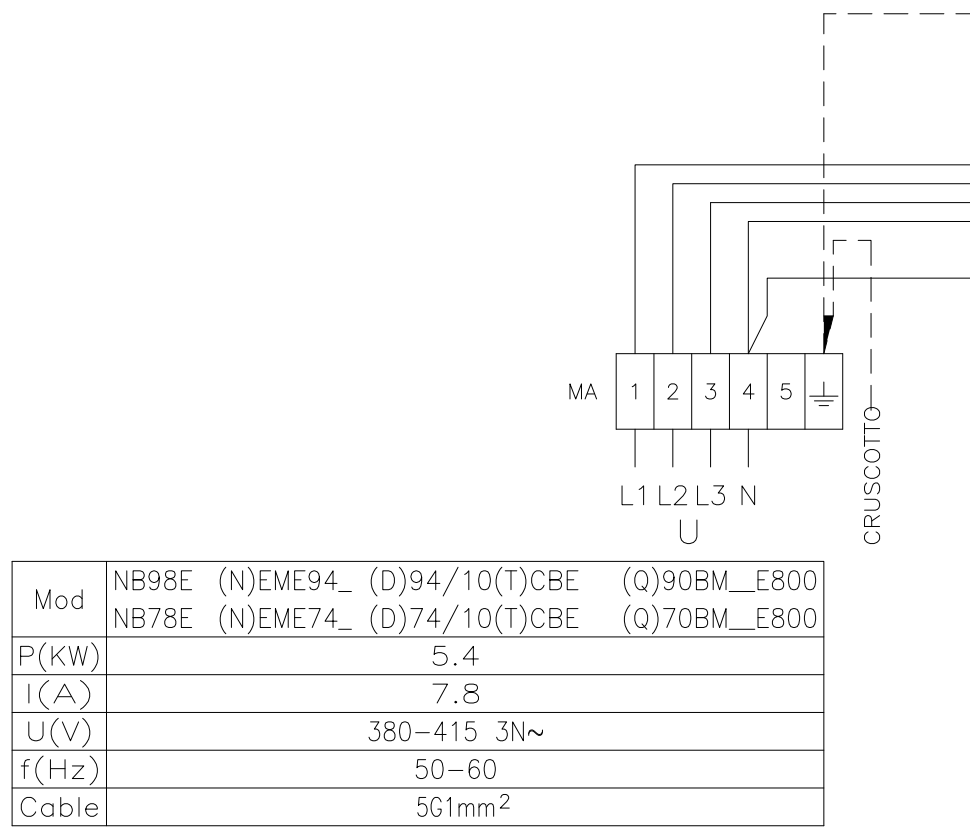 MA 1 2 3 4 5
L1 L2 L3 N
U
CRUSCOTTO
Mod NB98E (N)EME94_ (D)94/10(T)CBE (Q)90BM__E800
NB78E (N)EME74_ (D)74/10(T)CBE (Q)70BM__E800
P(KW) 5.4
I(A) 7.8
U(V) 380-415 3N~
f(Hz) 50-60
Cable 5G1mm²